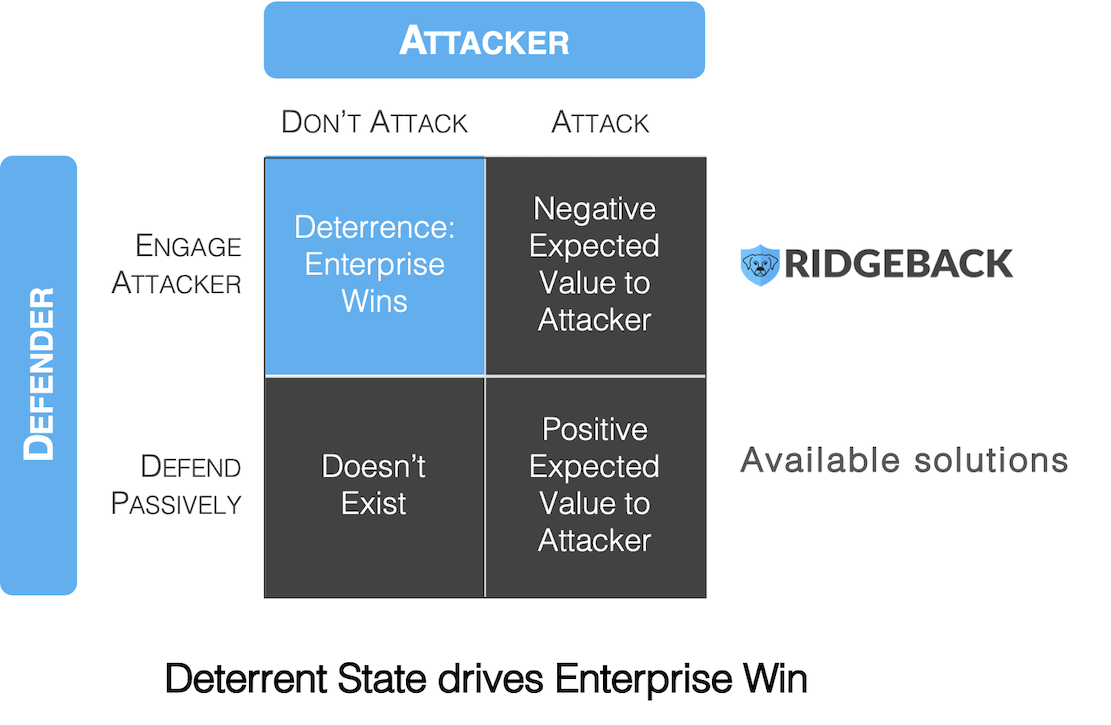 ATTACKER
DON'T ATTACK
ATTACK
DEFENDER
ENGAGE
ATTACKER
Deterrence:
Enterprise
Wins
Negative
Expected
Value to
Attacker
RIDGEBACK
DEFEND
PASSIVELY
Doesn't
Exist
Positive
Expected
Value to
Attacker
Available solutions
Deterrent State drives Enterprise Win